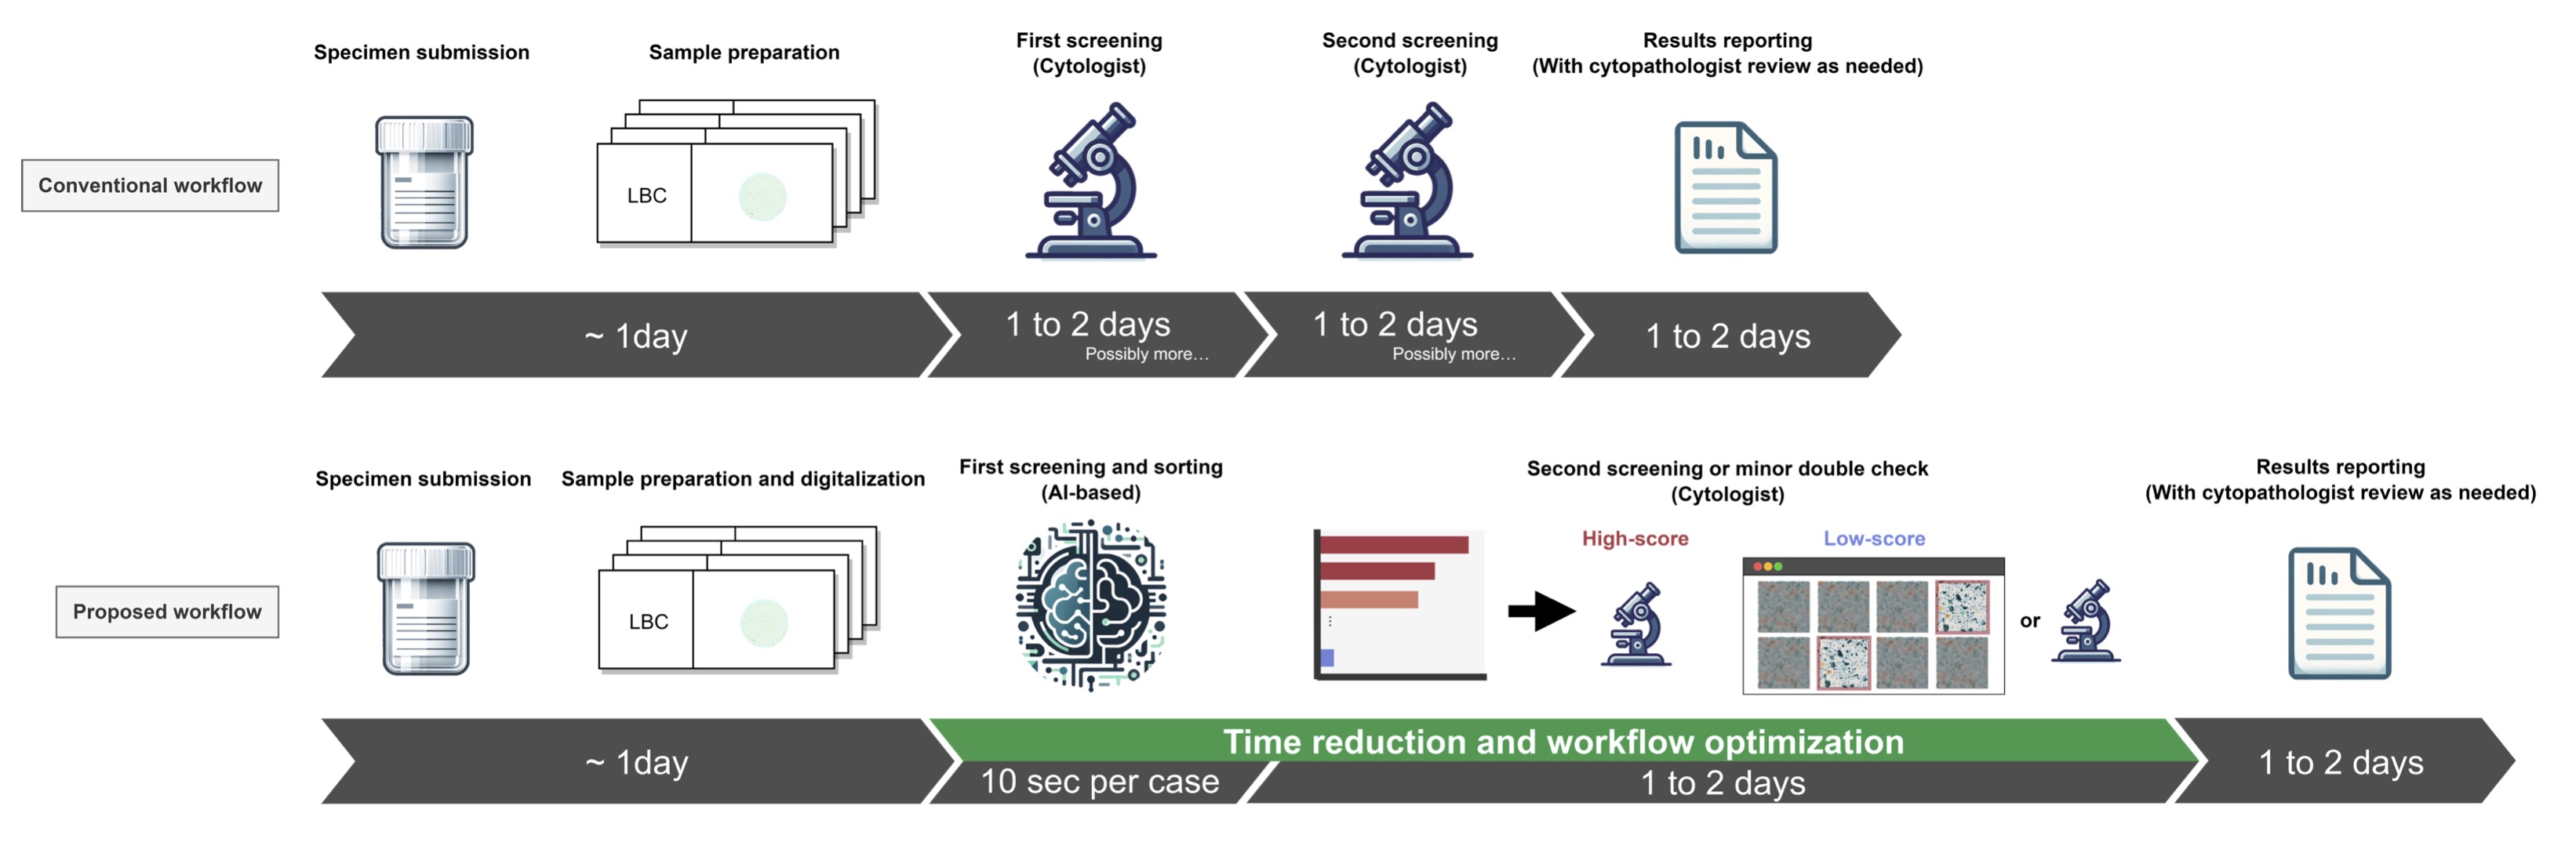 Specimen submission
Sample preparation
First screening
(Cytologist)
Second screening
(Cytologist)
Results reporting
(With cytopathologist review as needed)
Conventional workflow
LBC
~ 1day
1 to 2 days
Possibly more…
1 to 2 days
Possibly more…
1 to 2 days
Specimen submission
Sample preparation and digitalization
First screening and sorting
(AI-based)
Second screening or minor double check
(Cytologist)
Results reporting
(With cytopathologist review as needed)
High-score
Low-score
Proposed workflow
LBC
or
~ 1day
Time reduction and workflow optimization
10 sec per case
1 to 2 days
1 to 2 days